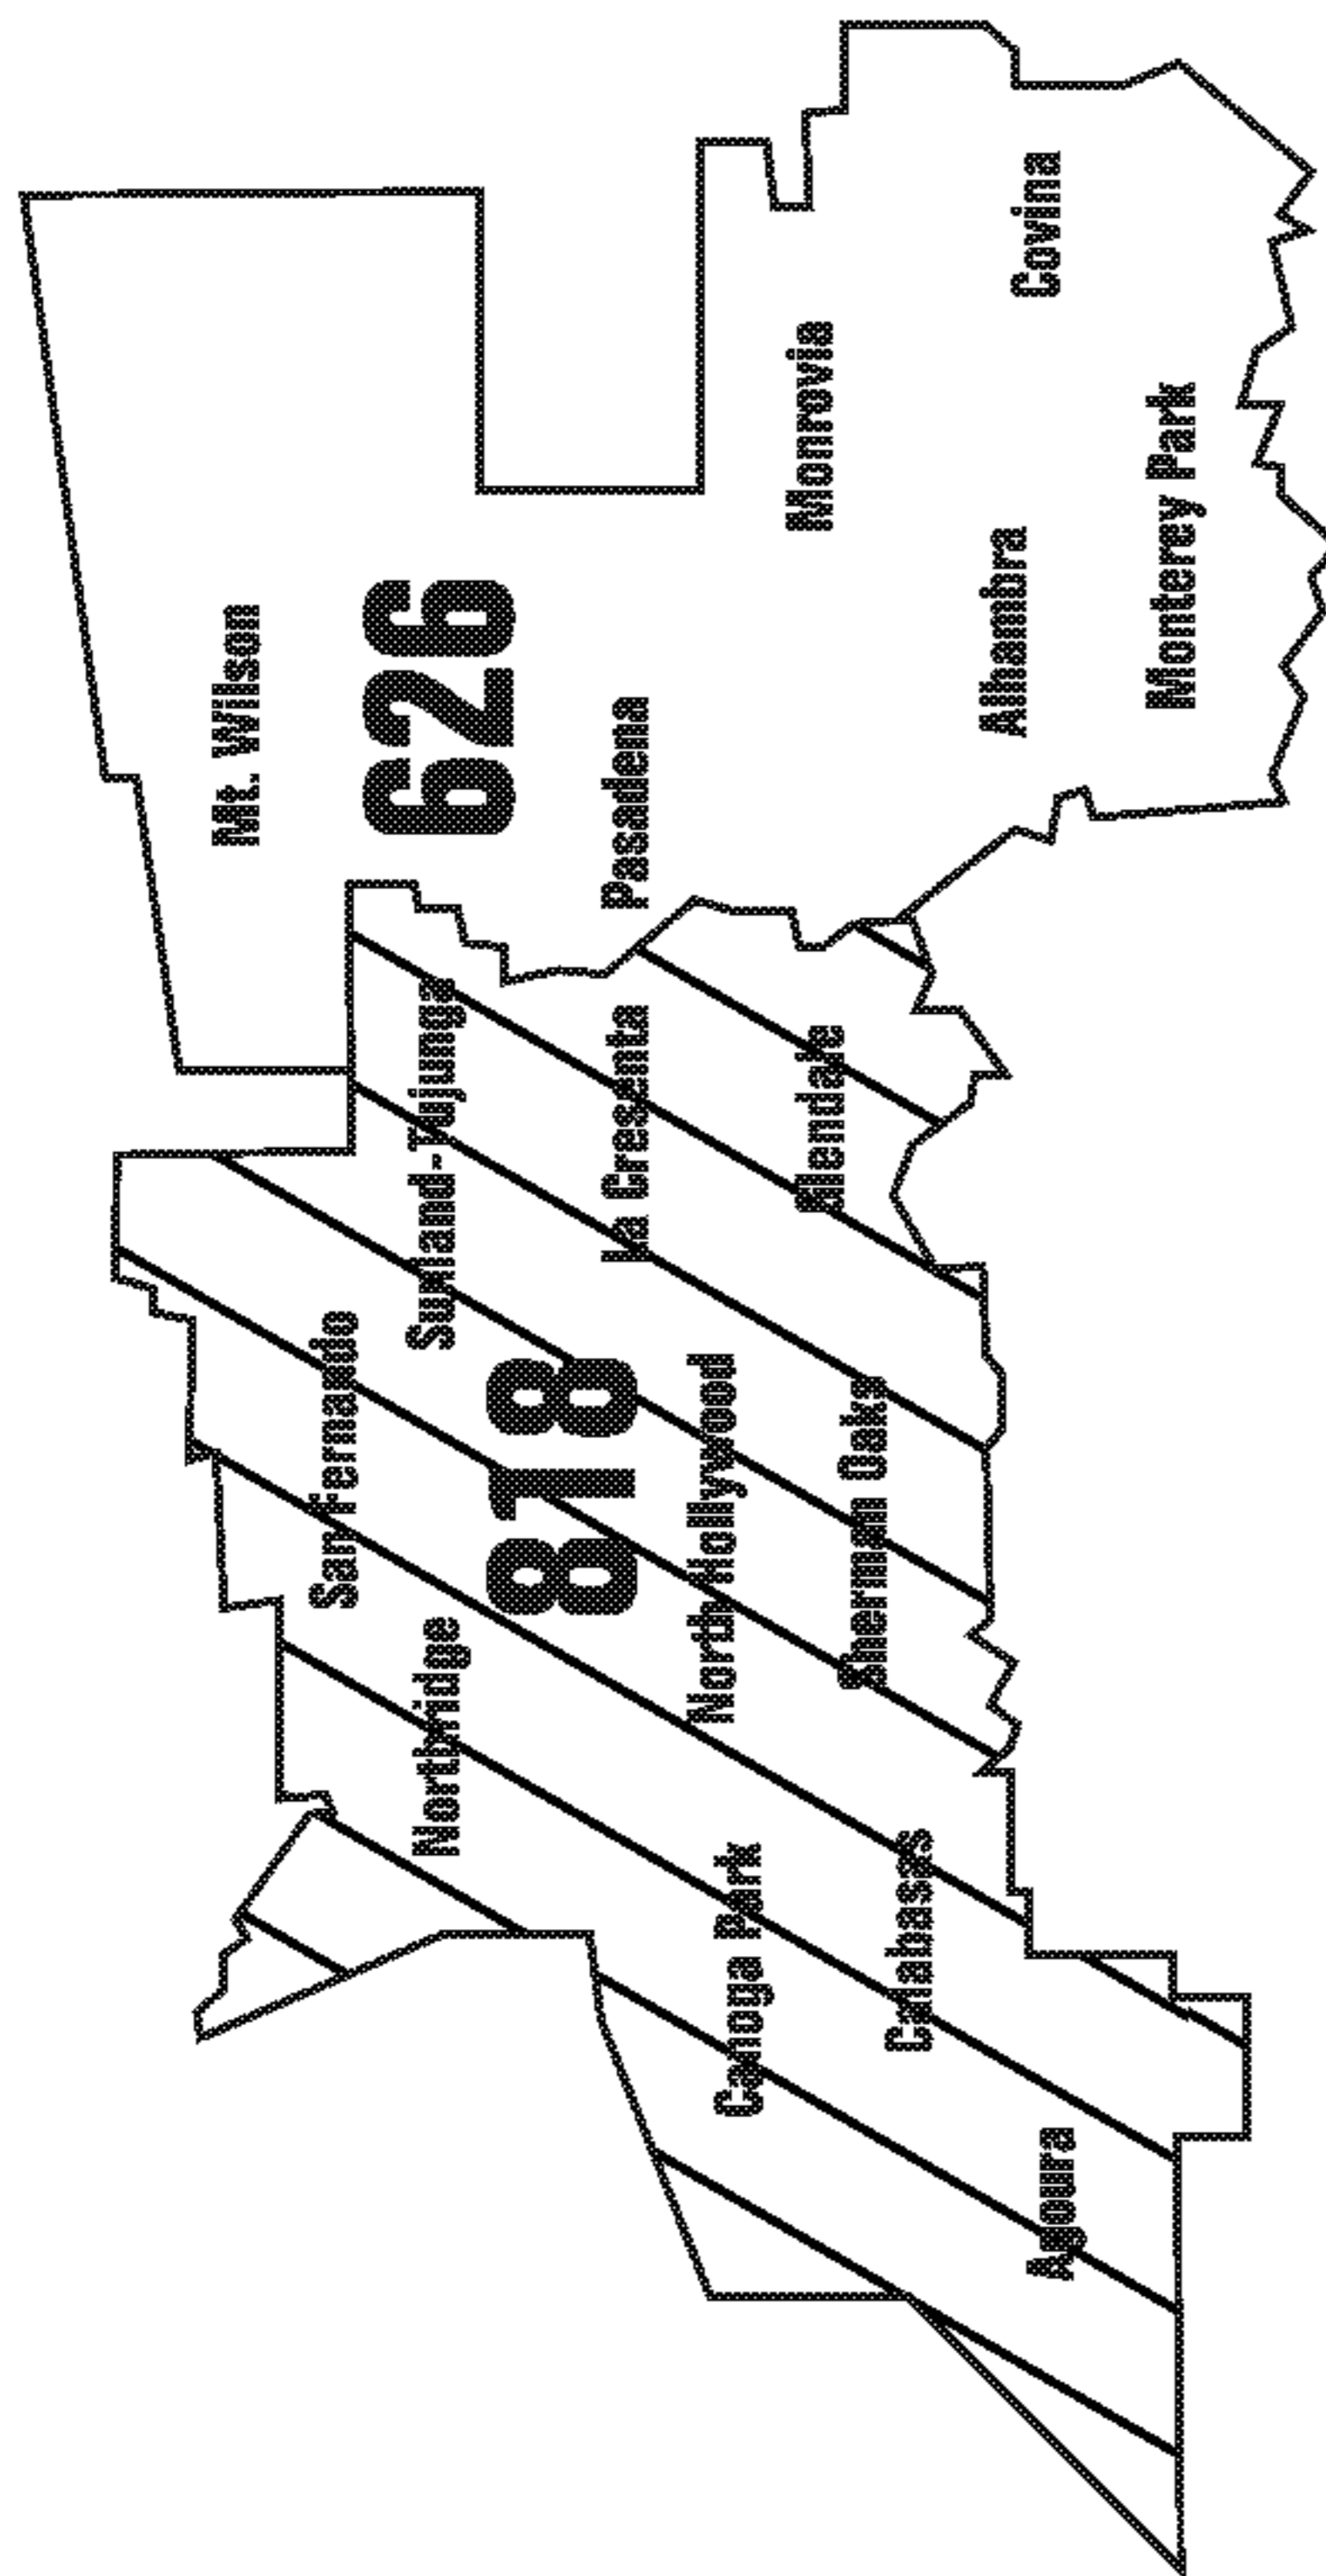 Mt. Wilson
626
San Fernando
Sunland-Tujunga
Northridge
818
La Cresenta
Pasadena
North Hollywood
Canoga Park
Glendale
Monrovia
Sherman Oaks
Calabasas
Alhambra
Covina
Agoura
Monterey Park